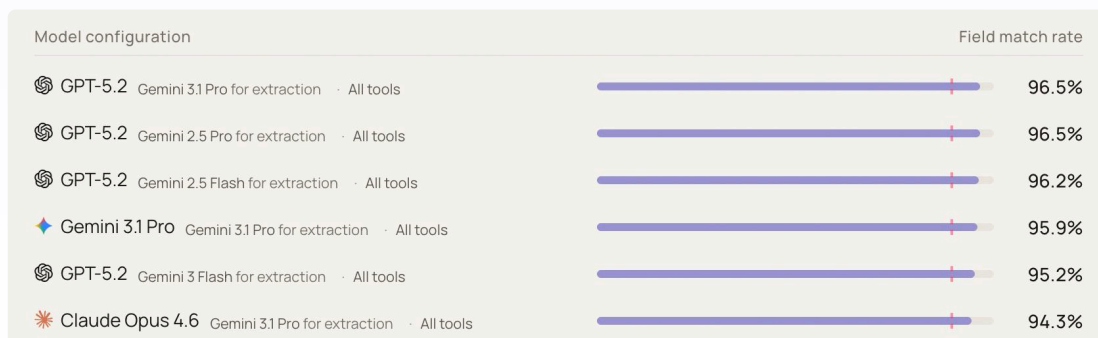 Model configuration Field match rate
GPT-5.2 Gemini 3.1 Pro for extraction · All tools 96.5%
GPT-5.2 Gemini 2.5 Pro for extraction · All tools 96.5%
GPT-5.2 Gemini 2.5 Flash for extraction · All tools 96.2%
Gemini 3.1 Pro Gemini 3.1 Pro for extraction · All tools 95.9%
GPT-5.2 Gemini 3 Flash for extraction · All tools 95.2%
Claude Opus 4.6 Gemini 3.1 Pro for extraction · All tools 94.3%